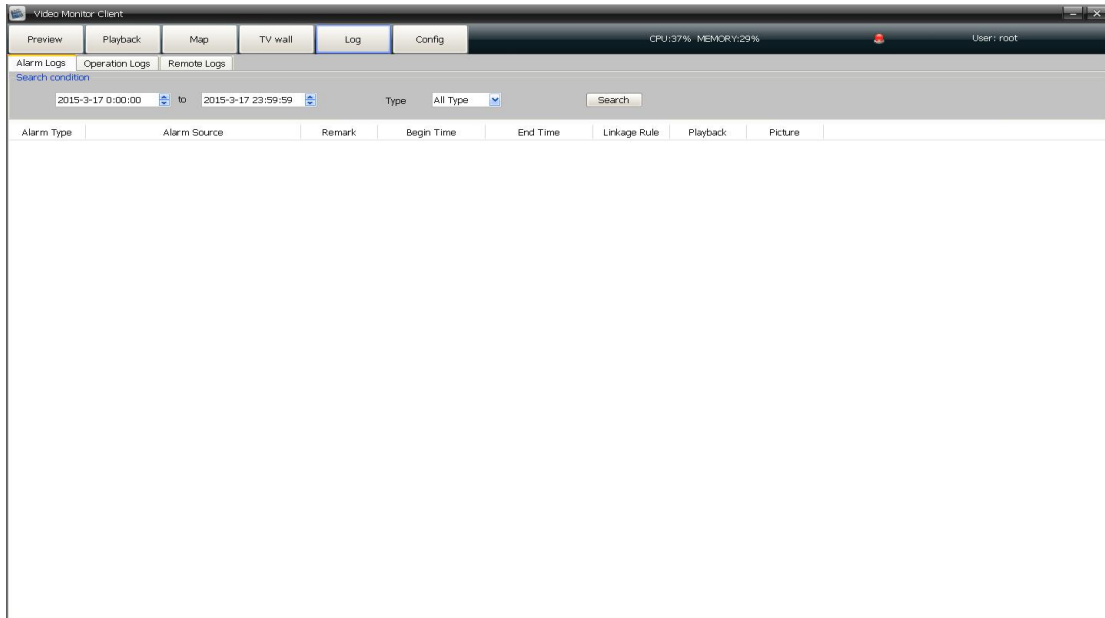 Video Monitor Client
Preview Playback Map TV wall Log Config CPU:37% MEMORY:29% User: root
Alarm Logs Operation Logs Remote Logs
Search condition
2015-3-17 0:00:00 to 2015-3-17 23:59:59 Type All Type Search
Alarm Type Alarm Source Remark Begin Time End Time Linkage Rule Playback Picture